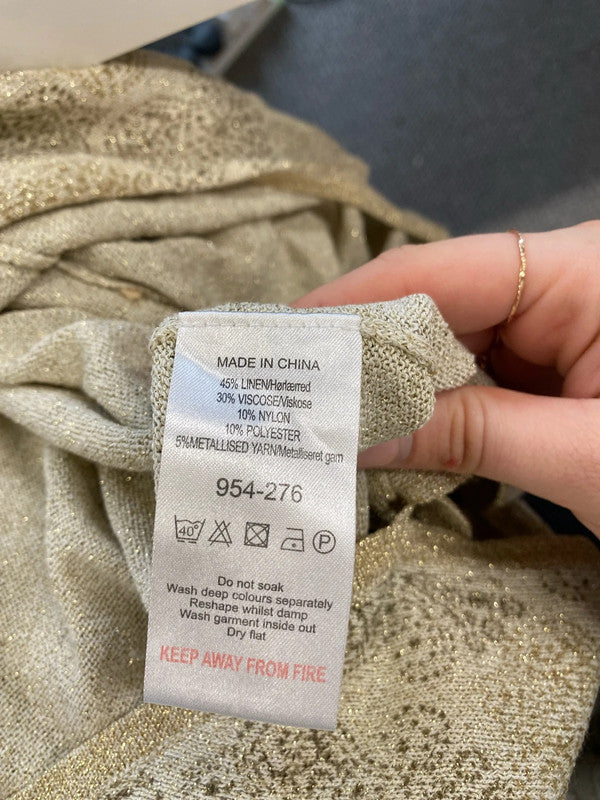 MADE IN CHINA
45% LINEN/Hørlærred
30% VISCOSE/Viskose
10% NYLON
10% POLYESTER
5%METALLISED YARN/Metalliseret garn
954-276
40° P
Do not soak
Wash deep colours separately
Reshape whilst damp
Wash garment inside out
Dry flat
KEEP AWAY FROM FIRE